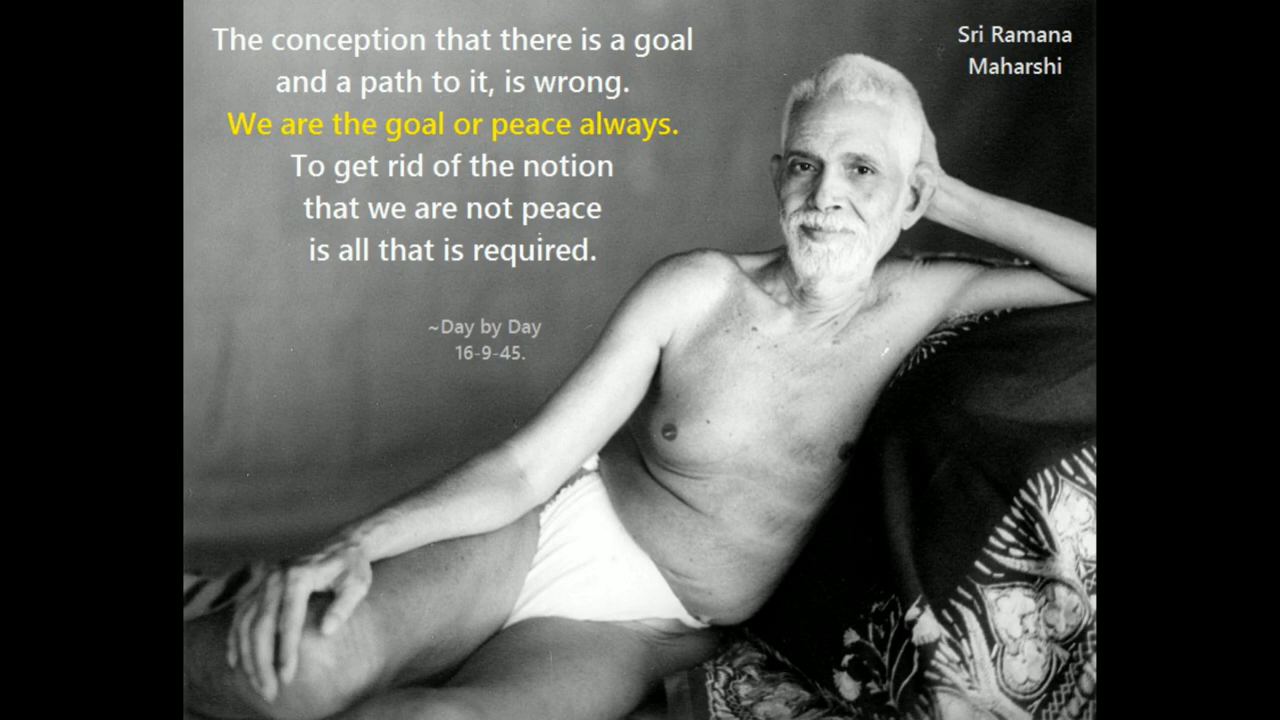 The conception that there is a goal
and a path to it, is wrong.
We are the goal or peace always.
To get rid of the notion
that we are not peace
is all that is required.
~Day by Day
16-9-45.
Sri Ramana
Maharshi